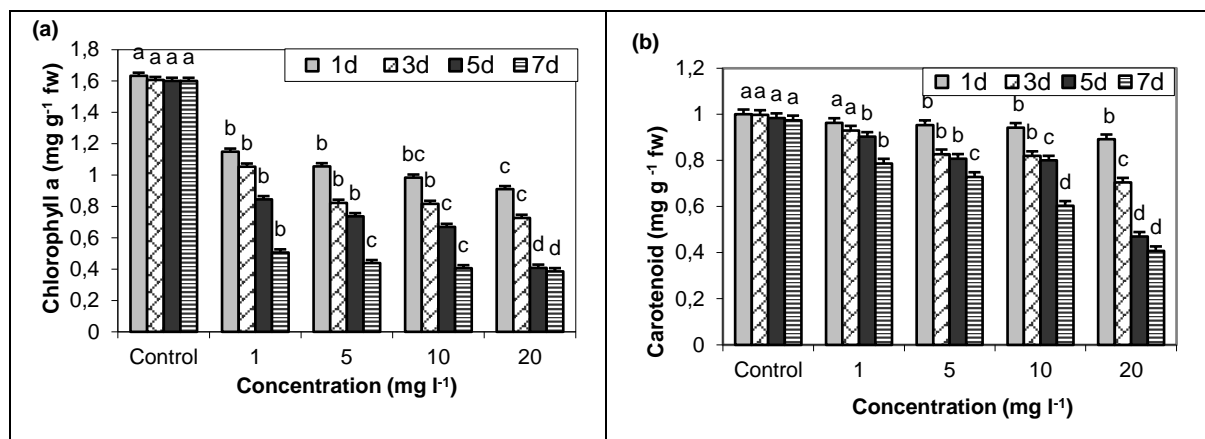 (a)
1,8
1,6
1,4
1,2
1
0,8
0,6
0,4
0,2
0
Chlorophyll a (mg g-1 fw)
1d 3d 5d 7d
a a a a
b b b b
b b b c
bc b c c
c c d d
Control 1 5 10 20
Concentration (mg l-1)
(b)
1,2
1
0,8
0,6
0,4
0,2
0
Carotenoid (mg g -1 fw)
1d 3d 5d 7d
a a a a
a a b b
b b b c
b b c d
b c d d
Control 1 5 10 20
Concentration (mg l-1)